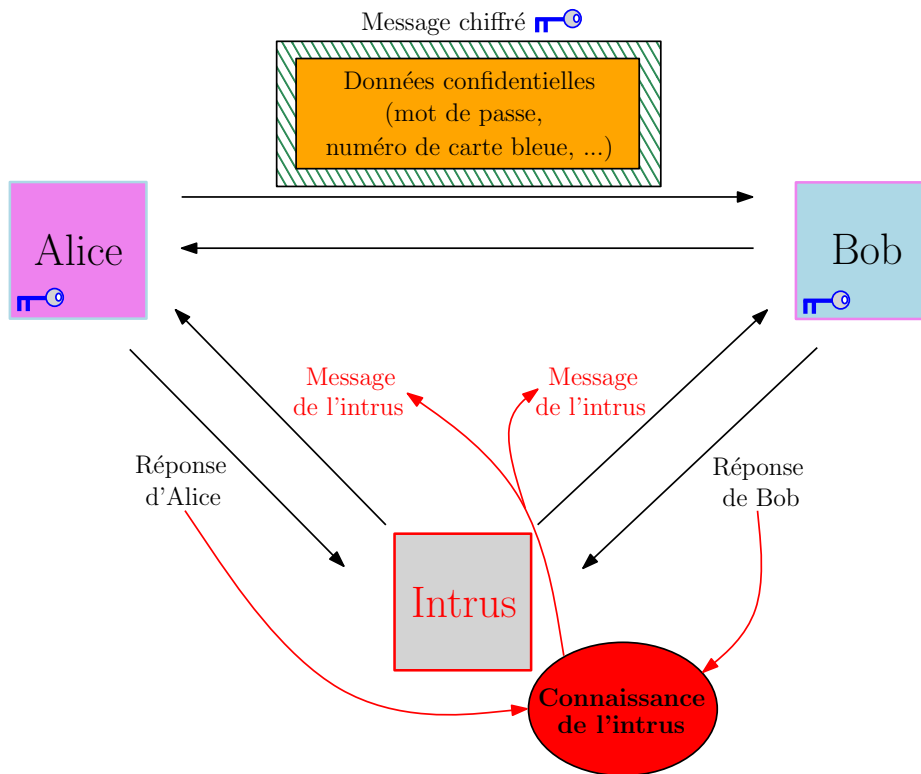 Message chiffré
Données confidentielles
(mot de passe,
numéro de carte bleue, ...)
Alice
Bob
Message
de l'intrus
Message
de l'intrus
Réponse
d'Alice
Réponse
de Bob
Intrus
Connaissance
de l'intrus